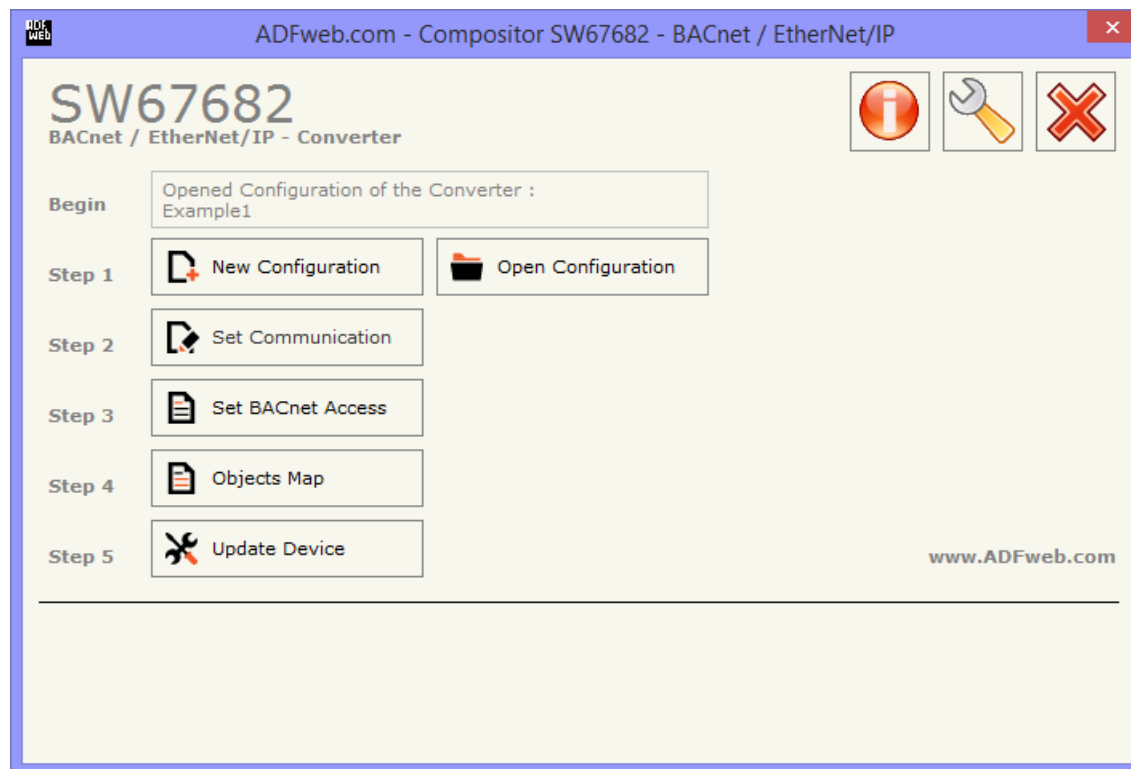 ADF
WEB
ADFweb.com - Compositor SW67682 - BACnet / EtherNet/IP
SW67682
BACnet / EtherNet/IP - Converter
Begin
Opened Configuration of the Converter :
Example1
Step 1
New Configuration
Open Configuration
Step 2
Set Communication
Step 3
Set BACnet Access
Step 4
Objects Map
Step 5
Update Device
www.ADFweb.com